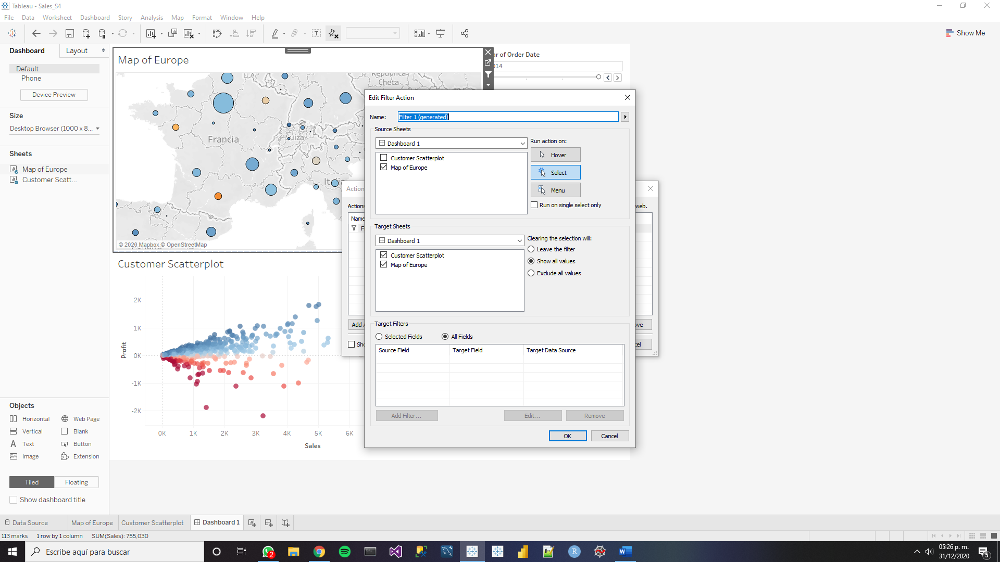 Tableau - Sales_S4
File Data Worksheet Dashboard Story Analysis Map Format Window Help
Show Me
Dashboard Layout
Default
Phone
Device Preview
Size
Desktop Browser (1000 x 8...
Sheets
Map of Europe
Customer Scatt...
Objects
Horizontal Web Page
Vertical Blank
Text Button
Image Extension
Tiled Floating
Show dashboard title
Map of Europe
República
Checa
Francia
Suiza
© 2020 Mapbox © OpenStreetMap
ar of Order Date
014
Customer Scatterplot
2K
1K
0K
-1K
-2K
Profit
0K 1K 2K 3K 4K 5K 6K
Sales
Action
Actions
web.
Name
F
Add A
ove
Sho
cel
Edit Filter Action
Name: Filter 1 (generated)
Source Sheets
Dashboard 1
Customer Scatterplot
Map of Europe
Run action on:
Hover
Select
Menu
Run on single select only
Target Sheets
Dashboard 1
Customer Scatterplot
Map of Europe
Clearing the selection will:
Leave the filter
Show all values
Exclude all values
Target Filters
Selected Fields All Fields
Source Field Target Field Target Data Source
Add Filter... Edit... Remove
OK Cancel
Data Source Map of Europe Customer Scatterplot Dashboard 1
113 marks 1 row by 1 column SUM(Sales): 755,030
Escribe aquí para buscar
2
05:26 p. m.
31/12/2020
5